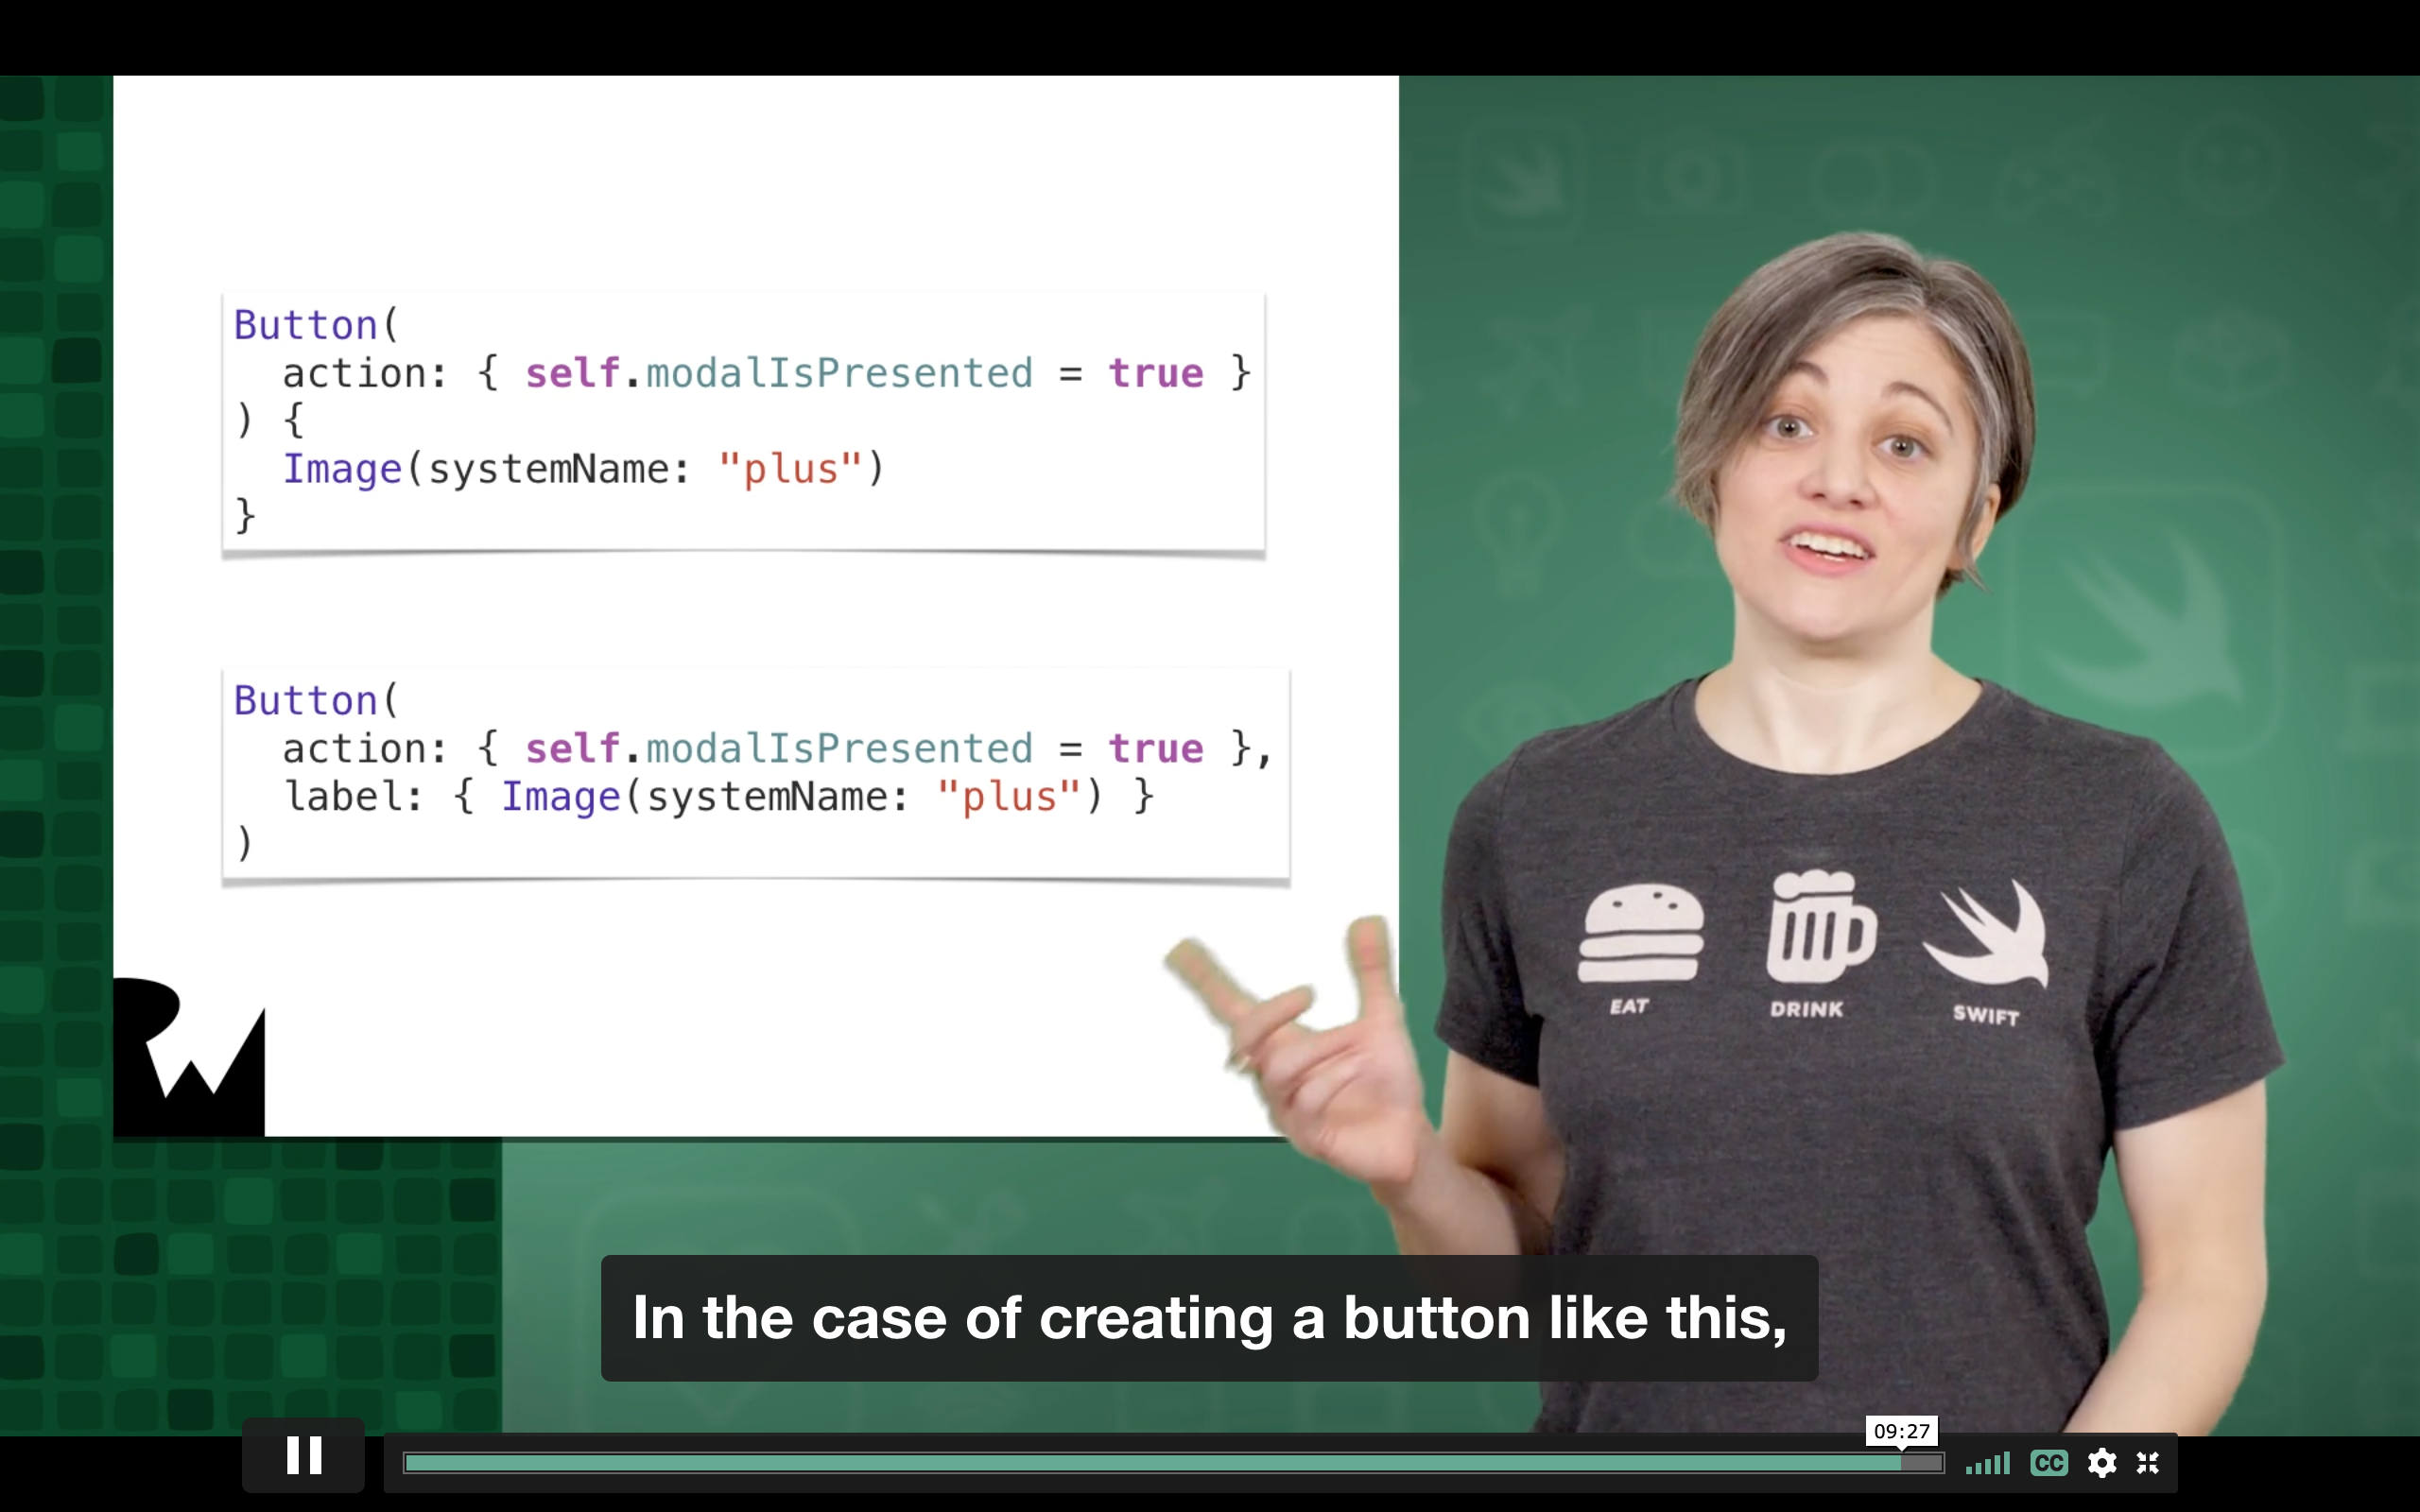 Button(
  action: { self.modalIsPresented = true }
) {
  Image(systemName: "plus")
}
Button(
  action: { self.modalIsPresented = true },
  label: { Image(systemName: "plus") }
)
EAT
DRINK
SWIFT
In the case of creating a button like this,
09:27
CC